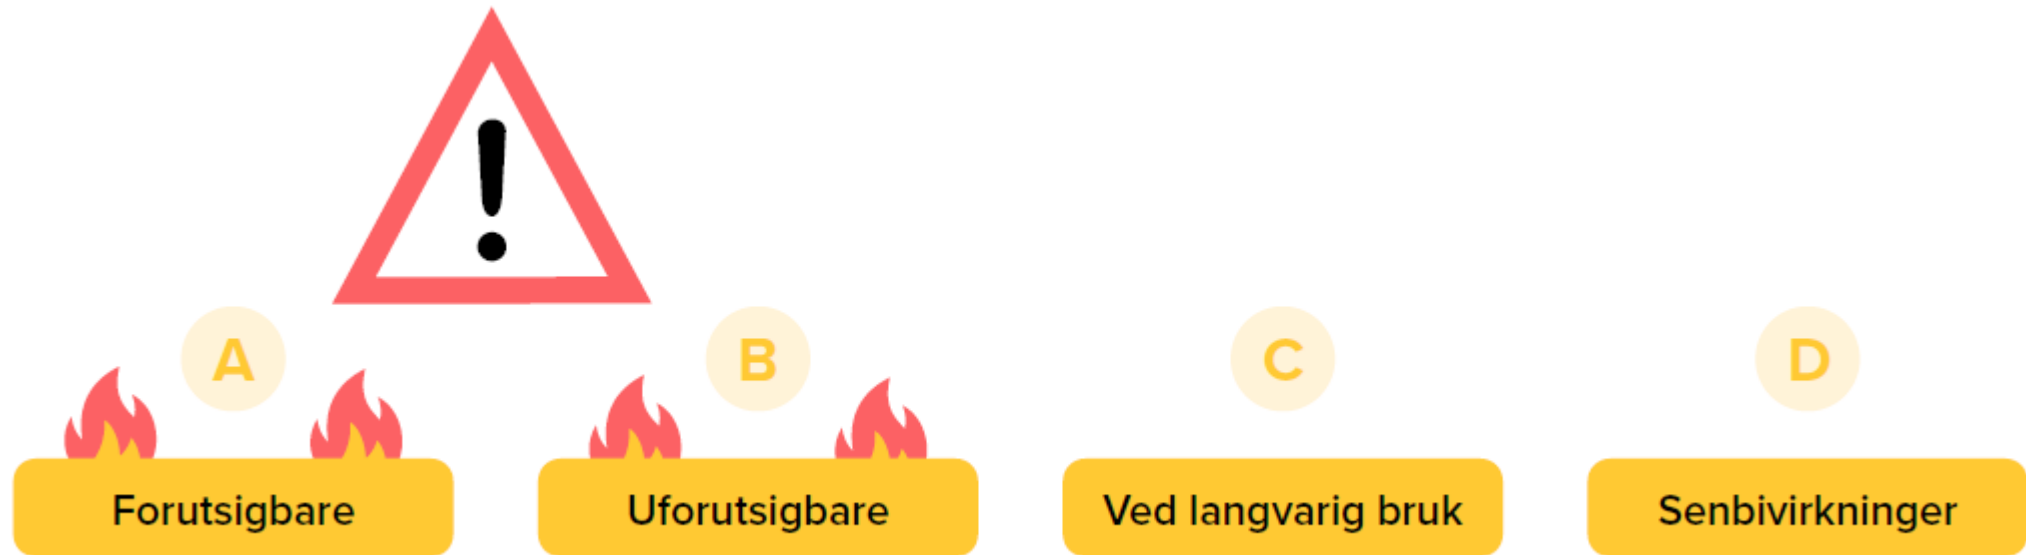 !
A
B
C
D
Forutsigbare
Uforutsigbare
Ved langvarig bruk
Senbivirkninger